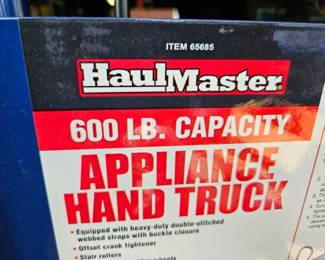 ITEM 65685
HaulMaster
600 LB. CAPACITY
APPLIANCE
HAND TRUCK
• Equipped with heavy-duty double-stitched
webbed straps with buckle closure
• Offset crank tightener
• Stair rollers
wheels